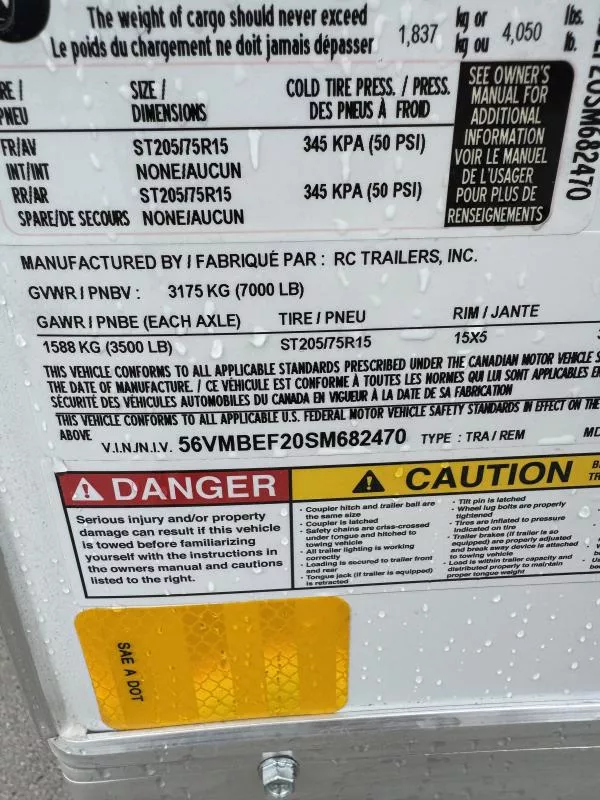 The weight of cargo should never exceed
Le poids du chargement ne doit jamais dépasser
1,837 kg or kg ou 4,050 lbs. lb.
SIZE / DIMENSIONS
COLD TIRE PRESS. / PRESS. DES PNEUS À FROID
PNEU
FR/AV ST205/75R15 345 KPA (50 PSI)
INT/INT NONE/AUCUN
RR/AR ST205/75R15 345 KPA (50 PSI)
SPARE/DE SECOURS NONE/AUCUN
SEE OWNER'S
MANUAL FOR
ADDITIONAL
INFORMATION
VOIR LE MANUEL
DE L'USAGER
POUR PLUS DE
RENSEIGNEMENTS
20SM682470
MANUFACTURED BY / FABRIQUÉ PAR : RC TRAILERS, INC.
GVWR / PNBV : 3175 KG (7000 LB)
GAWR / PNBE (EACH AXLE) TIRE / PNEU RIM / JANTE
1588 KG (3500 LB) ST205/75R15 15X5
THIS VEHICLE CONFORMS TO ALL APPLICABLE STANDARDS PRESCRIBED UNDER THE CANADIAN MOTOR VEHICLE
THE DATE OF MANUFACTURE. / CE VÉHICULE EST CONFORME À TOUTES LES NORMES QUI LUI SONT APPLICABLES
SÉCURITÉ DES VÉHICULES AUTOMOBILES DU CANADA EN VIGUEUR À LA DATE DE SA FABRICATION
THIS VEHICLE CONFORMS TO ALL APPLICABLE U.S. FEDERAL MOTOR VEHICLE SAFETY STANDARDS IN EFFECT ON THE
ABOVE
V.I.N./N.I.V. 56VMBEF20SM682470 TYPE : TRA / REM
DANGER
Serious injury and/or property
damage can result if this vehicle
is towed before familiarizing
yourself with the instructions in
the owners manual and cautions
listed to the right.
CAUTION
- Coupler hitch and trailer ball are
the same size
- Coupler is latched
- Safety chains are criss-crossed
under tongue and hitched to
towing vehicle
- All trailer lighting is working
correctly
- Loading is secured to trailer front
and rear
- Tongue jack (if trailer is equipped)
is retracted
- Tilt pin is latched
- Wheel lug bolts are properly
tightened
- Tires are inflated to pressure
indicated on tire
- Trailer brakes (if trailer is so
equipped) are properly adjusted
and break away device is attached
to towing vehicle
- Load is within trailer capacity and
distributed properly to maintain
proper tongue weight
SAE A DOT